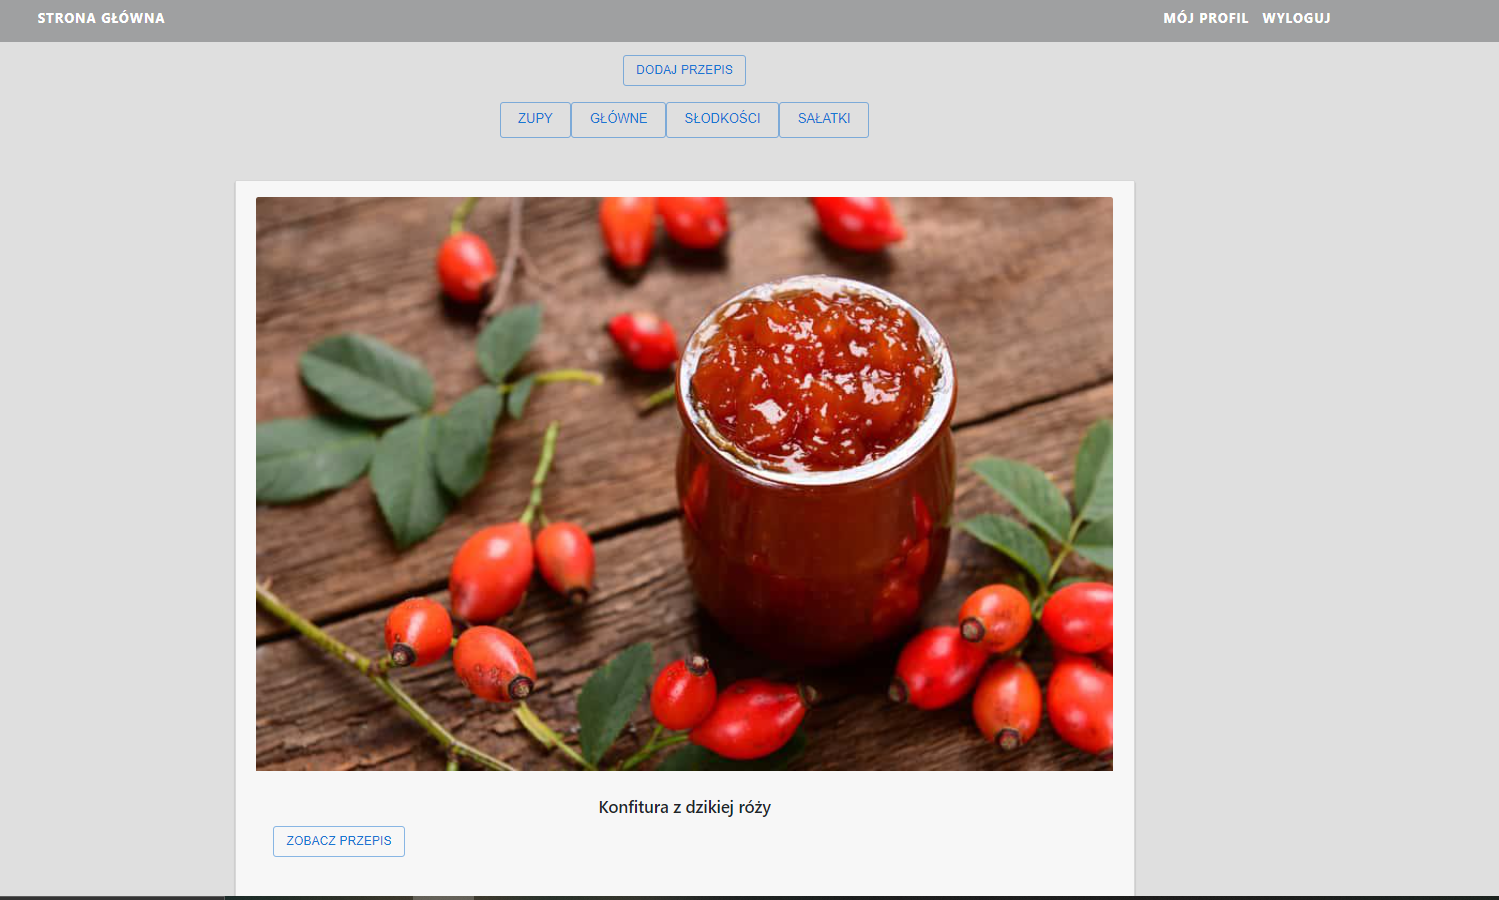 STRONA GŁÓWNA MÓJ PROFIL WYLOGUJ
DODAJ PRZEPIS
ZUPY GŁÓWNE SŁODKOŚCI SAŁATKI
Konfitura z dzikiej róży
ZOBACZ PRZEPIS